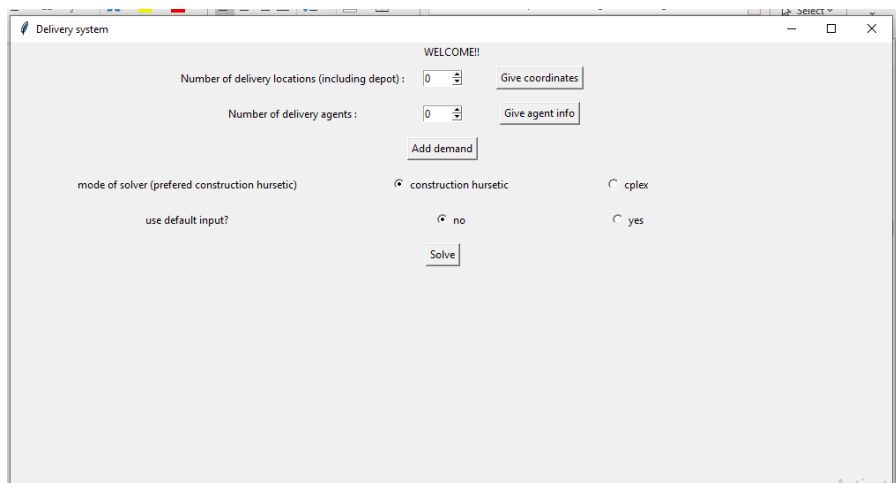 Select
Delivery system
WELCOME!!
Number of delivery locations (including depot) : 0 Give coordinates
Number of delivery agents : 0 Give agent info
Add demand
mode of solver (prefered construction hursetic) construction hursetic cplex
use default input? no yes
Solve